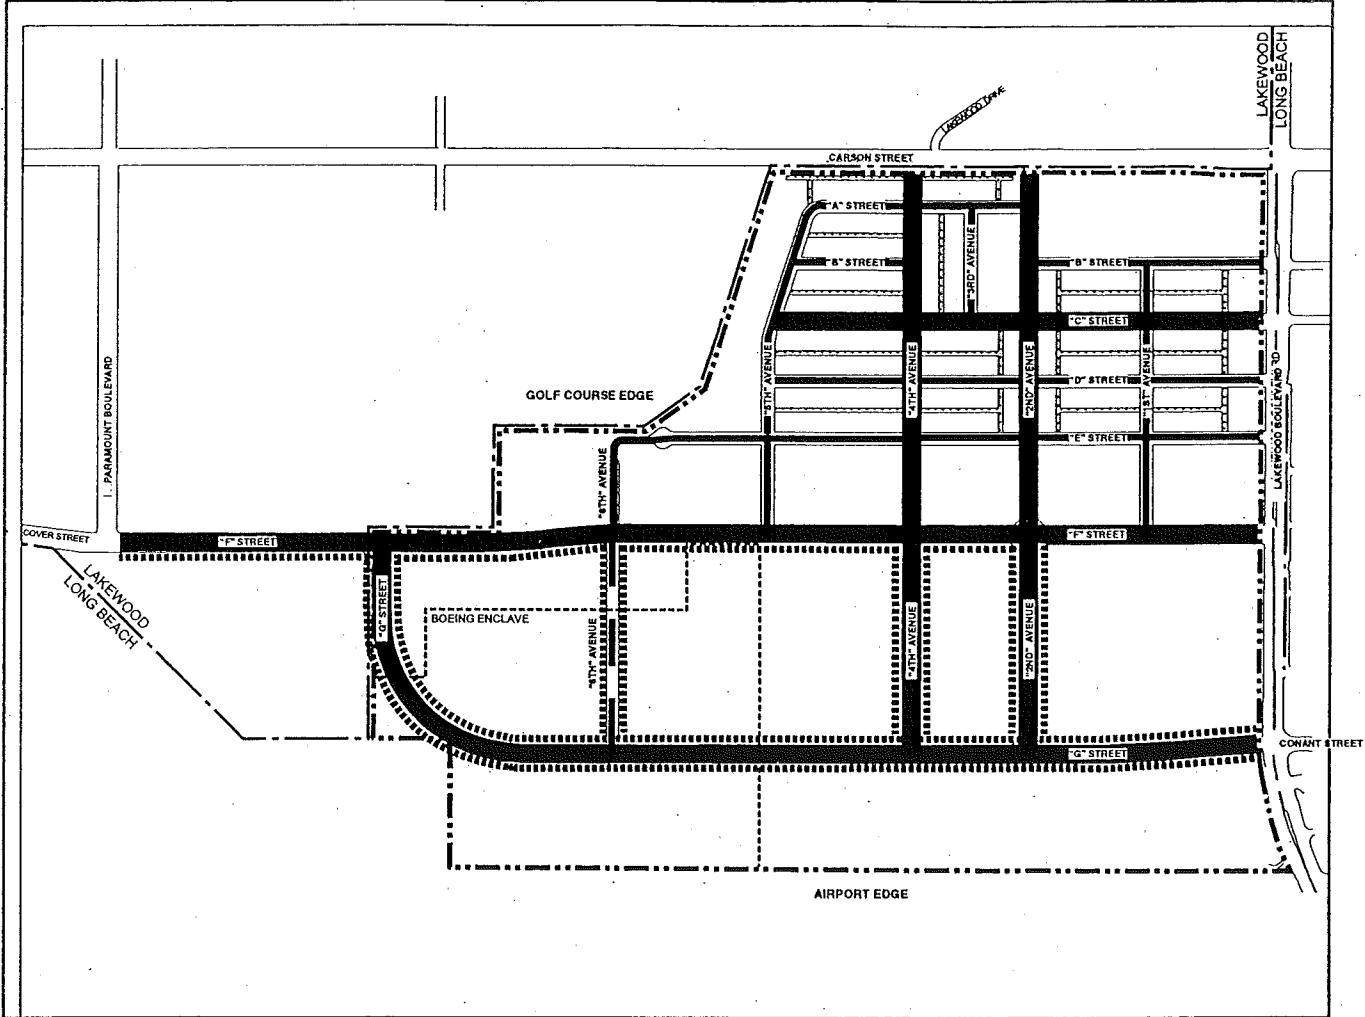 LAKEWOOD
LONG BEACH
LAKEWOOD DRIVE
CARSON STREET
"A" STREET
"B" STREET
"3RD" AVENUE
"B" STREET
"C" STREET
PARAMOUNT BOULEVARD
"5TH" AVENUE
"4TH" AVENUE
"2ND" AVENUE
"D" STREET
"1ST" AVENUE
LAKEWOOD BOULEVARD
GOLF COURSE EDGE
"E" STREET
"6TH" AVENUE
COVER STREET
"F" STREET
"F" STREET
LAKEWOOD
LONG BEACH
"G" STREET
BOEING ENCLAVE
"6TH" AVENUE
"4TH" AVENUE
"2ND" AVENUE
"G" STREET
CONANT STREET
AIRPORT EDGE